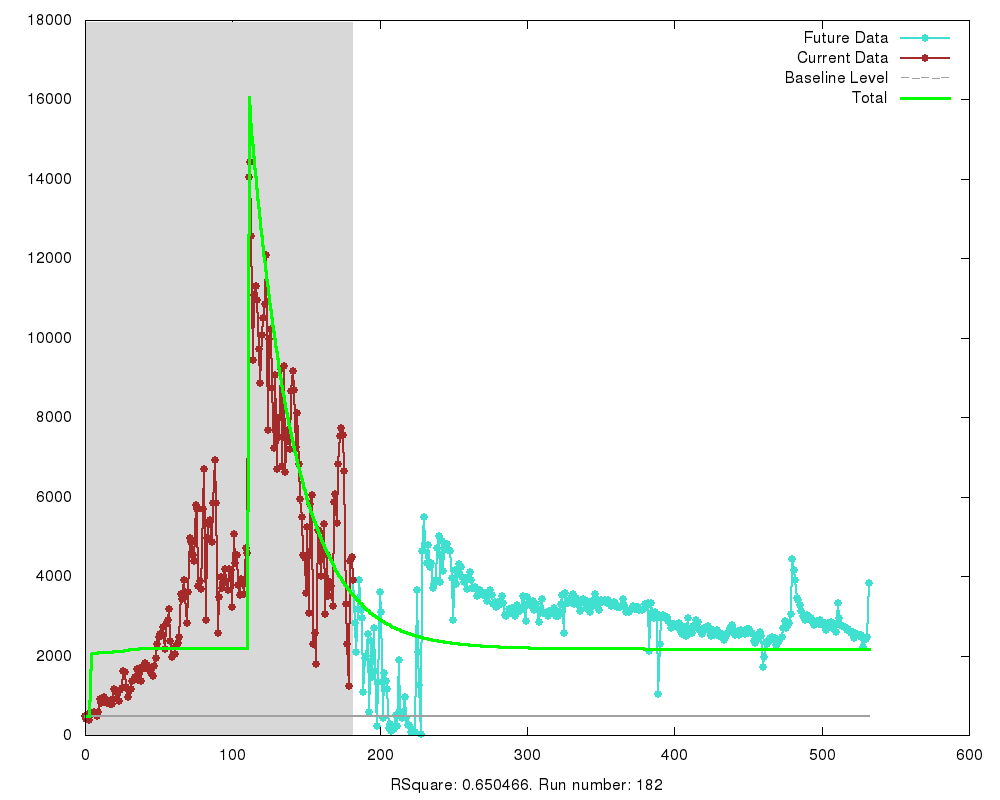 18000
16000
14000
12000
10000
8000
6000
4000
2000
0
Future Data
Current Data
Baseline Level
Total
0 100 200 300 400 500 600
RSquare: 0.650466. Run number: 182